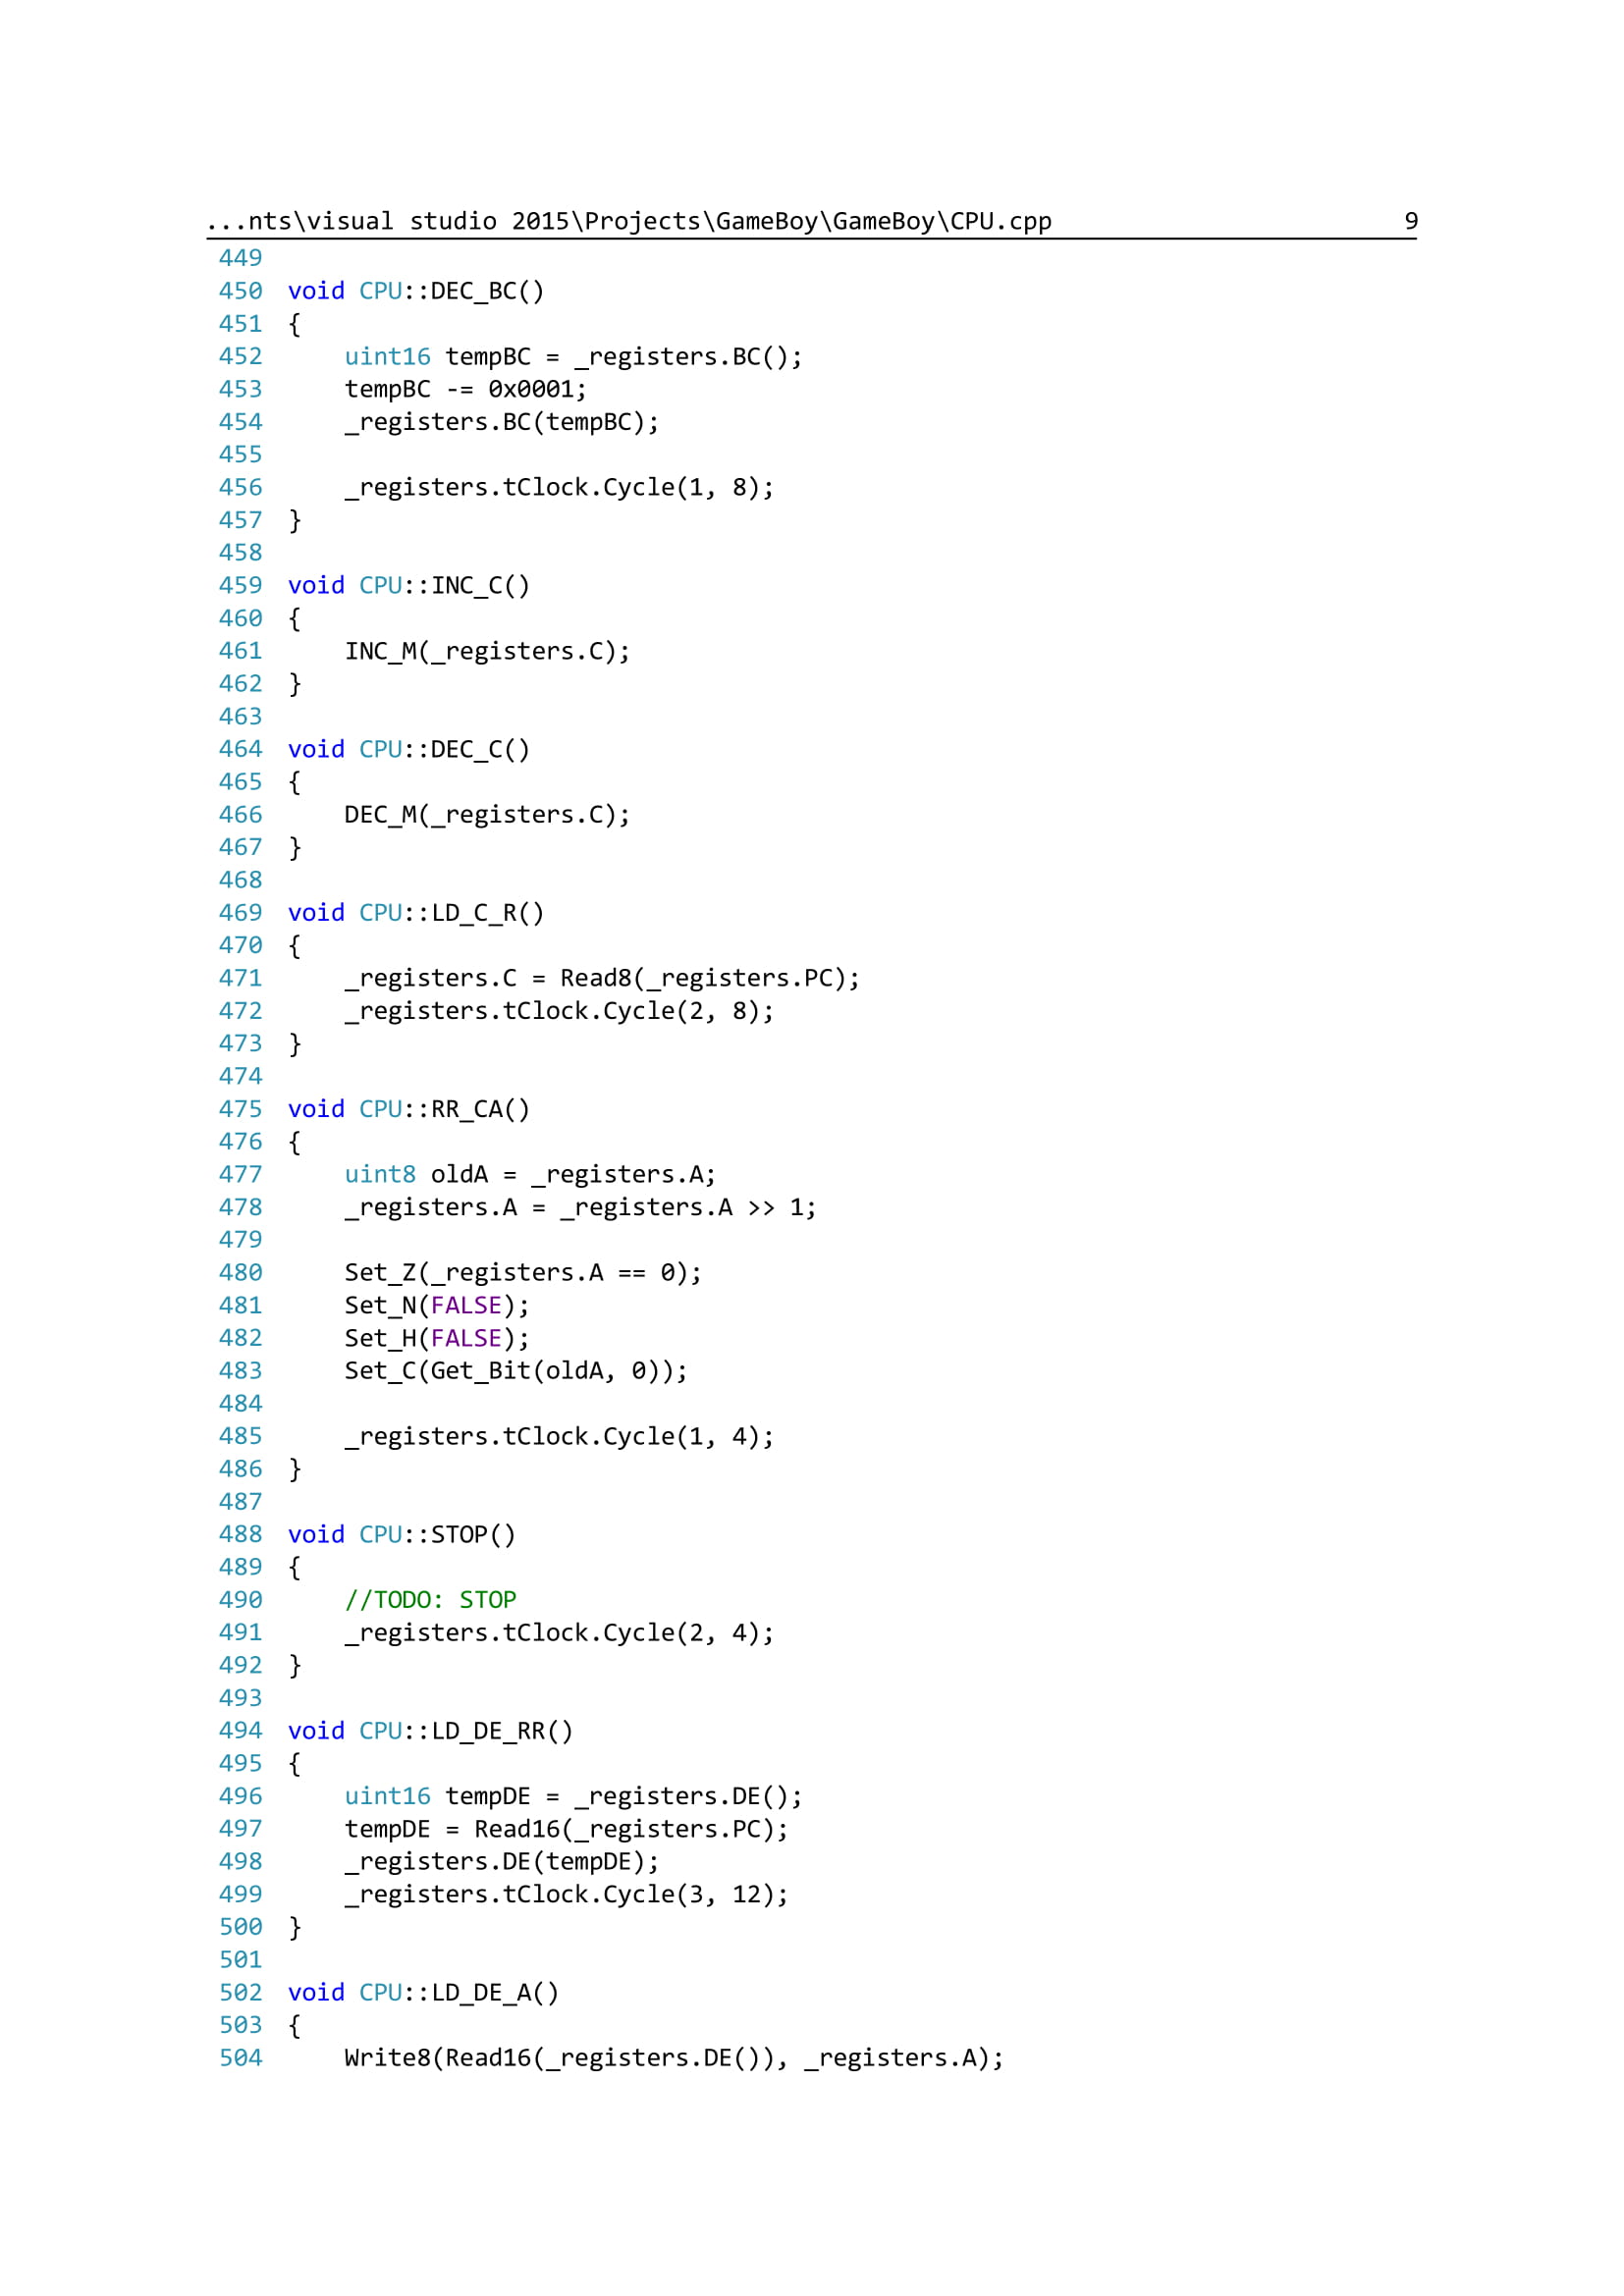 ...nts\visual studio 2015\Projects\GameBoy\GameBoy\CPU.cpp 9
449
450 void CPU::DEC_BC()
451 {
452     uint16 tempBC = _registers.BC();
453     tempBC -= 0x0001;
454     _registers.BC(tempBC);
455
456     _registers.tClock.Cycle(1, 8);
457 }
458
459 void CPU::INC_C()
460 {
461     INC_M(_registers.C);
462 }
463
464 void CPU::DEC_C()
465 {
466     DEC_M(_registers.C);
467 }
468
469 void CPU::LD_C_R()
470 {
471     _registers.C = Read8(_registers.PC);
472     _registers.tClock.Cycle(2, 8);
473 }
474
475 void CPU::RR_CA()
476 {
477     uint8 oldA = _registers.A;
478     _registers.A = _registers.A >> 1;
479
480     Set_Z(_registers.A == 0);
481     Set_N(FALSE);
482     Set_H(FALSE);
483     Set_C(Get_Bit(oldA, 0));
484
485     _registers.tClock.Cycle(1, 4);
486 }
487
488 void CPU::STOP()
489 {
490     //TODO: STOP
491     _registers.tClock.Cycle(2, 4);
492 }
493
494 void CPU::LD_DE_RR()
495 {
496     uint16 tempDE = _registers.DE();
497     tempDE = Read16(_registers.PC);
498     _registers.DE(tempDE);
499     _registers.tClock.Cycle(3, 12);
500 }
501
502 void CPU::LD_DE_A()
503 {
504     Write8(Read16(_registers.DE()), _registers.A);